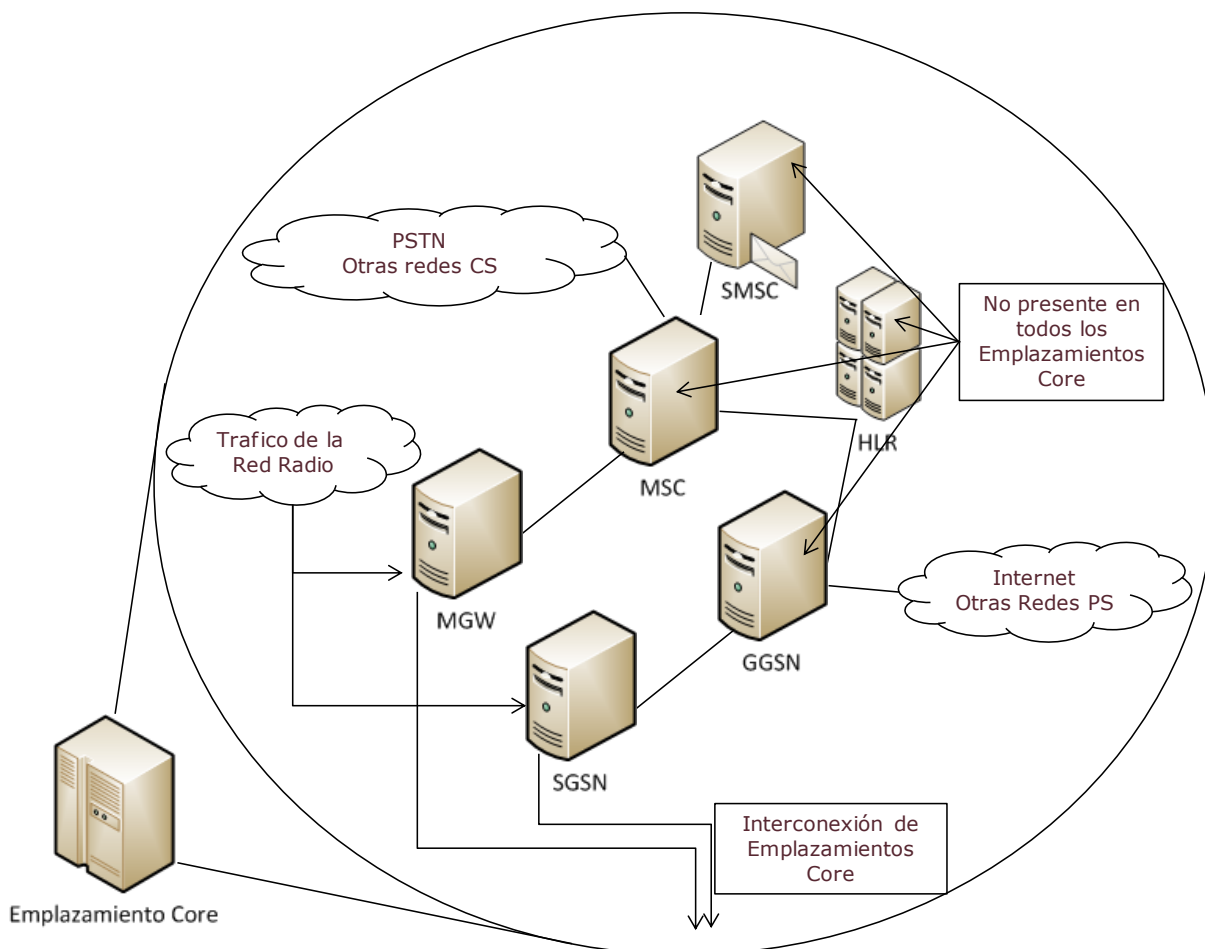 PSTN
Otras redes CS
SMSC
No presente en
todos los
Emplazamientos
Core
HLR
Trafico de la
Red Radio
MSC
MGW
Internet
Otras Redes PS
GGSN
SGSN
Interconexión de
Emplazamientos
Core
Emplazamiento Core